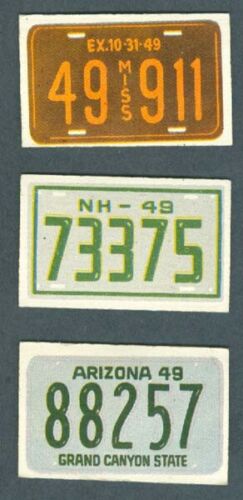 EX.10-31-49
49 MISS 911
NH - 49
73375
ARIZONA 49
88257
GRAND CANYON STATE